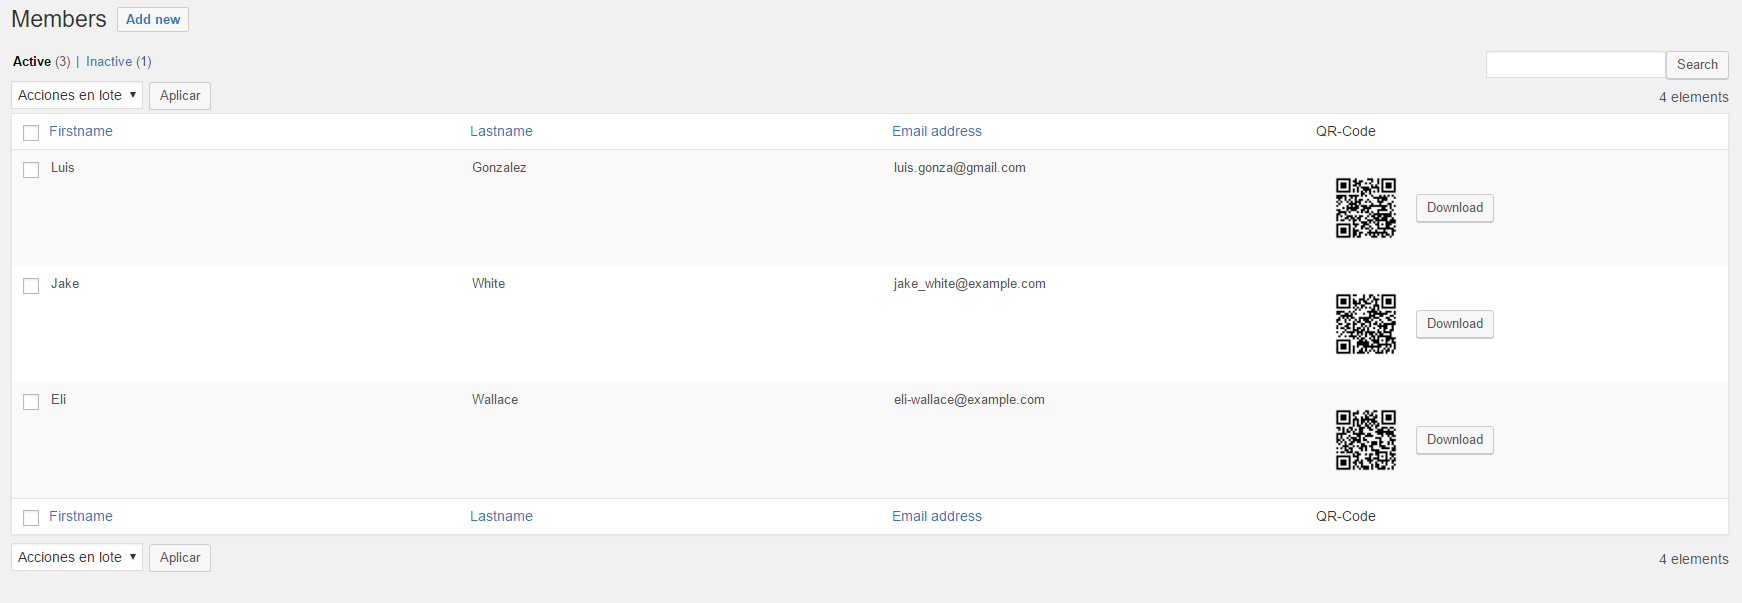 Members Add new
Active (3) | Inactive (1)
Search
Acciones en lote Aplicar 4 elements
Firstname Lastname Email address QR-Code
Luis Gonzalez luis.gonza@gmail.com Download
Jake White jake_white@example.com Download
Eli Wallace eli-wallace@example.com Download
Firstname Lastname Email address QR-Code
Acciones en lote Aplicar 4 elements